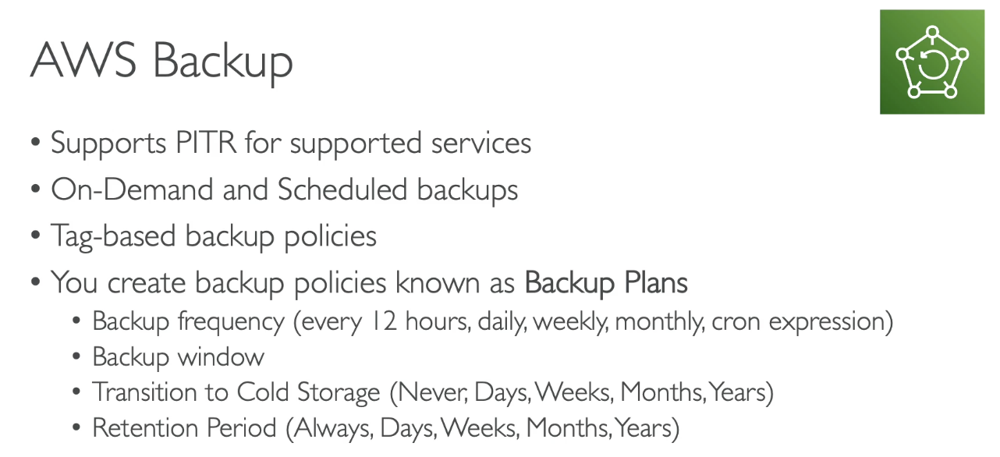 AWS Backup
• Supports PITR for supported services
• On-Demand and Scheduled backups
• Tag-based backup policies
• You create backup policies known as Backup Plans
• Backup frequency (every 12 hours, daily, weekly, monthly, cron expression)
• Backup window
• Transition to Cold Storage (Never, Days, Weeks, Months, Years)
• Retention Period (Always, Days, Weeks, Months, Years)